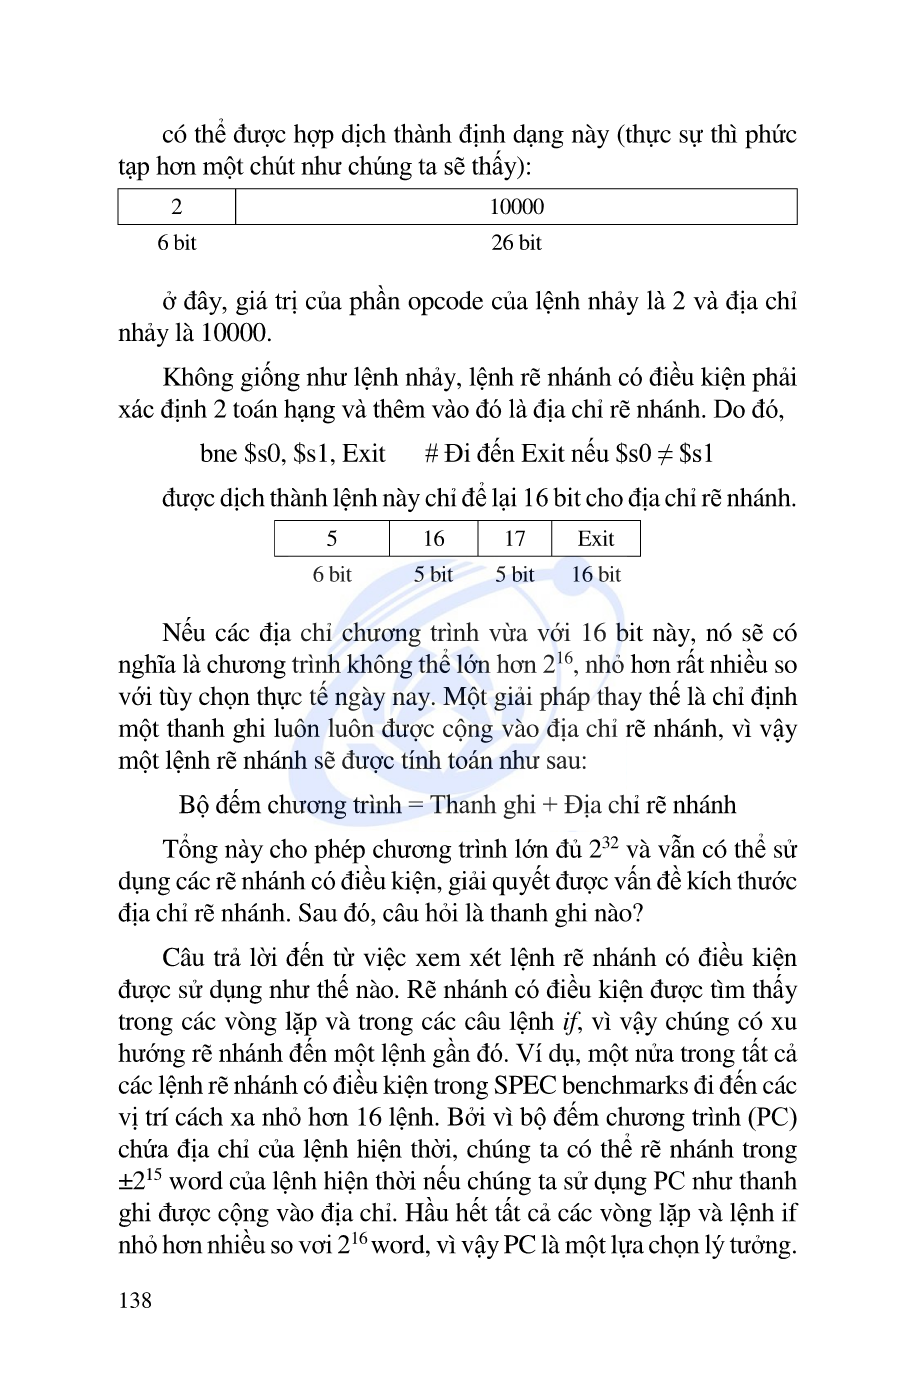 có thể được hợp dịch thành định dạng này (thực sự thì phức
tạp hơn một chút như chúng ta sẽ thấy):
2 10000
6 bit 26 bit
ở đây, giá trị của phần opcode của lệnh nhảy là 2 và địa chỉ
nhảy là 10000.
Không giống như lệnh nhảy, lệnh rẽ nhánh có điều kiện phải
xác định 2 toán hạng và thêm vào đó là địa chỉ rẽ nhánh. Do đó,
bne $s0, $s1, Exit # Đi đến Exit nếu $s0 ≠ $s1
được dịch thành lệnh này chỉ để lại 16 bit cho địa chỉ rẽ nhánh.
5 16 17 Exit
6 bit 5 bit 5 bit 16 bit
Nếu các địa chỉ chương trình vừa với 16 bit này, nó sẽ có
nghĩa là chương trình không thể lớn hơn 2¹⁶, nhỏ hơn rất nhiều so
với tùy chọn thực tế ngày nay. Một giải pháp thay thế là chỉ định
một thanh ghi luôn luôn được cộng vào địa chỉ rẽ nhánh, vì vậy
một lệnh rẽ nhánh sẽ được tính toán như sau:
Bộ đếm chương trình = Thanh ghi + Địa chỉ rẽ nhánh
Tổng này cho phép chương trình lớn đủ 2³² và vẫn có thể sử
dụng các rẽ nhánh có điều kiện, giải quyết được vấn đề kích thước
địa chỉ rẽ nhánh. Sau đó, câu hỏi là thanh ghi nào?
Câu trả lời đến từ việc xem xét lệnh rẽ nhánh có điều kiện
được sử dụng như thế nào. Rẽ nhánh có điều kiện được tìm thấy
trong các vòng lặp và trong các câu lệnh if, vì vậy chúng có xu
hướng rẽ nhánh đến một lệnh gần đó. Ví dụ, một nửa trong tất cả
các lệnh rẽ nhánh có điều kiện trong SPEC benchmarks đi đến các
vị trí cách xa nhỏ hơn 16 lệnh. Bởi vì bộ đếm chương trình (PC)
chứa địa chỉ của lệnh hiện thời, chúng ta có thể rẽ nhánh trong
±2¹⁵ word của lệnh hiện thời nếu chúng ta sử dụng PC như thanh
ghi được cộng vào địa chỉ. Hầu hết tất cả các vòng lặp và lệnh if
nhỏ hơn nhiều so vơi 2¹⁶ word, vì vậy PC là một lựa chọn lý tưởng.
138